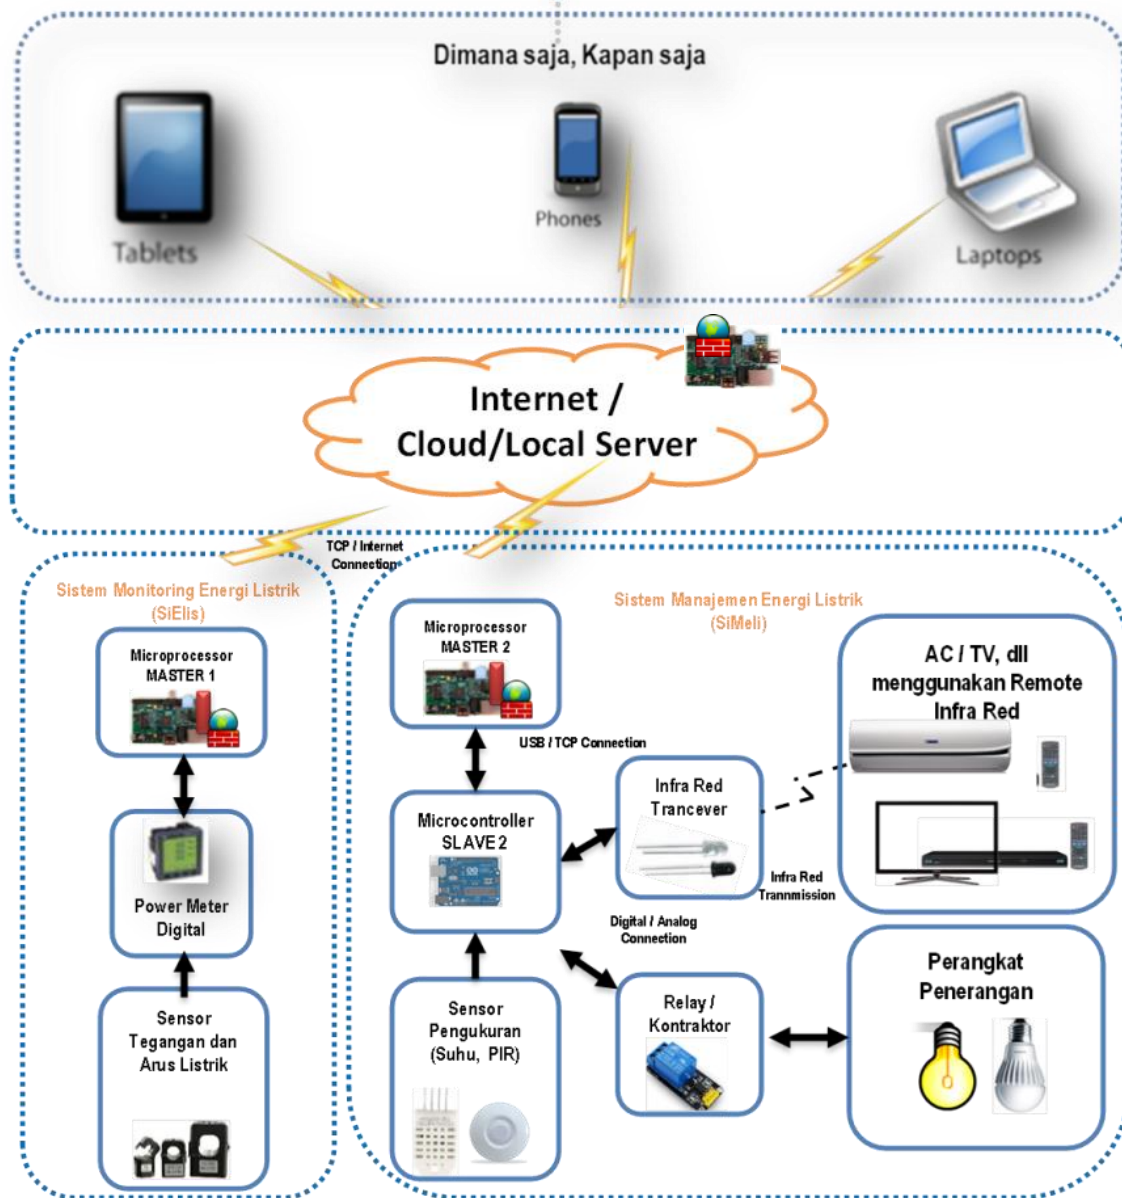 Dimana saja, Kapan saja
Tablets
Phones
Laptops
Internet /
Cloud/Local Server
TCP / Internet
Connection
Sistem Monitoring Energi Listrik
(SiElis)
Microprocessor
MASTER 1
Power Meter
Digital
Sensor
Tegangan dan
Arus Listrik
Sistem Manajemen Energi Listrik
(SiMeli)
Microprocessor
MASTER 2
USB / TCP Connection
Microcontroller
SLAVE 2
Infra Red
Trancever
AC / TV, dll
menggunakan Remote
Infra Red
Infra Red
Trannmission
Digital / Analog
Connection
Sensor
Pengukuran
(Suhu, PIR)
Relay /
Kontraktor
Perangkat
Penerangan